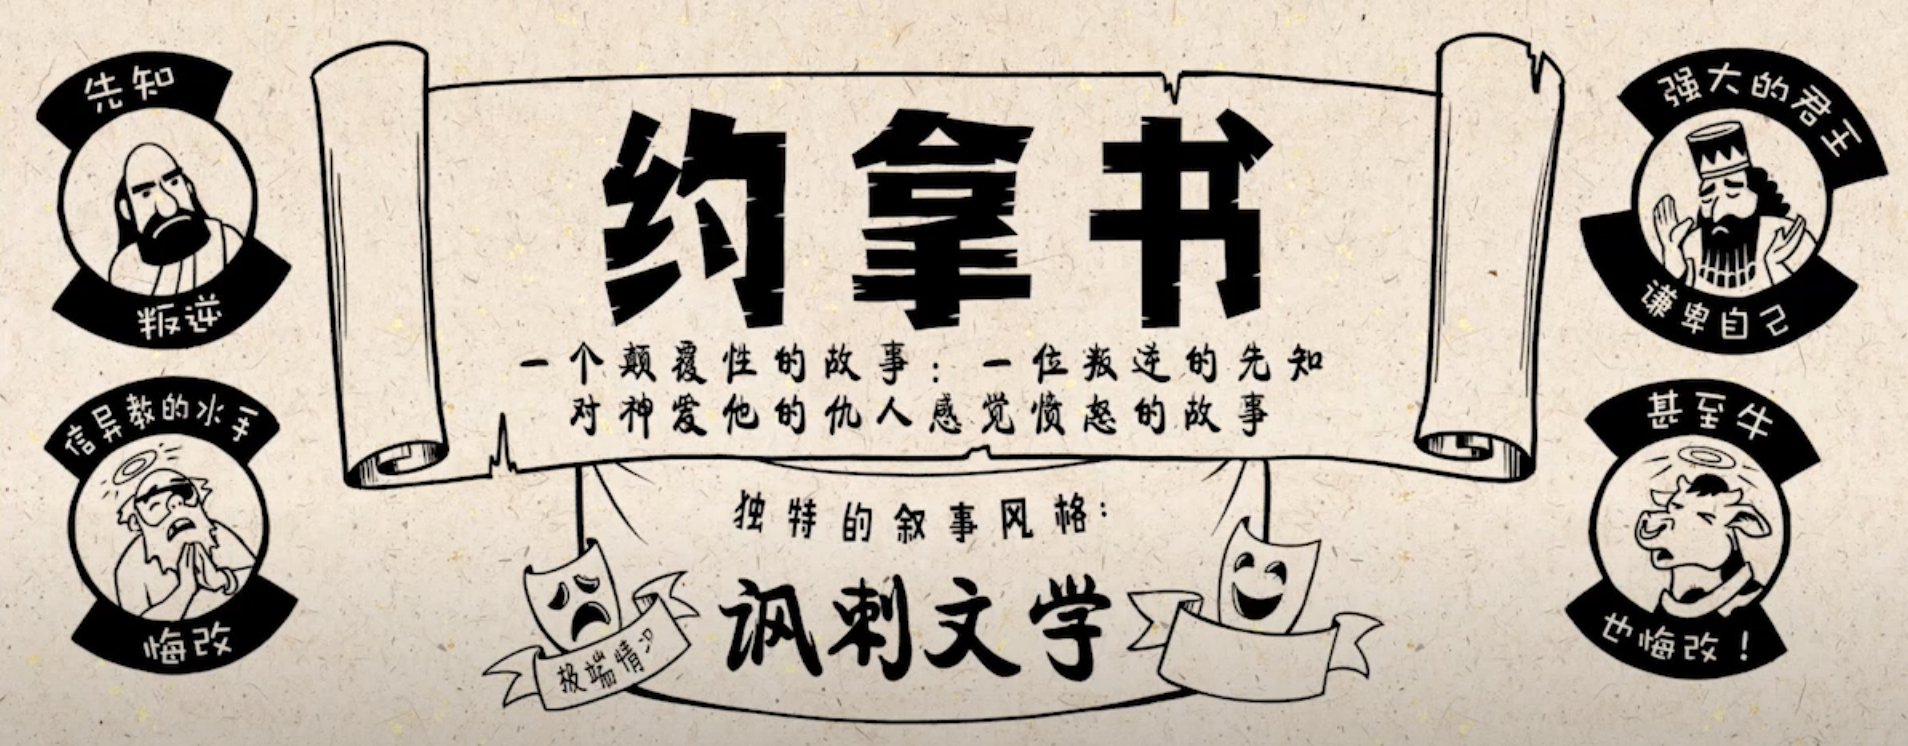 先知
叛逆
信异教的水手
悔改
约拿书
一个颠覆性的故事：一位叛逆的先知
对神爱他的仇人感觉愤怒的故事
独特的叙事风格：
讽刺文学
极端情况
强大的君王
谦卑自己
甚至牛
也悔改！